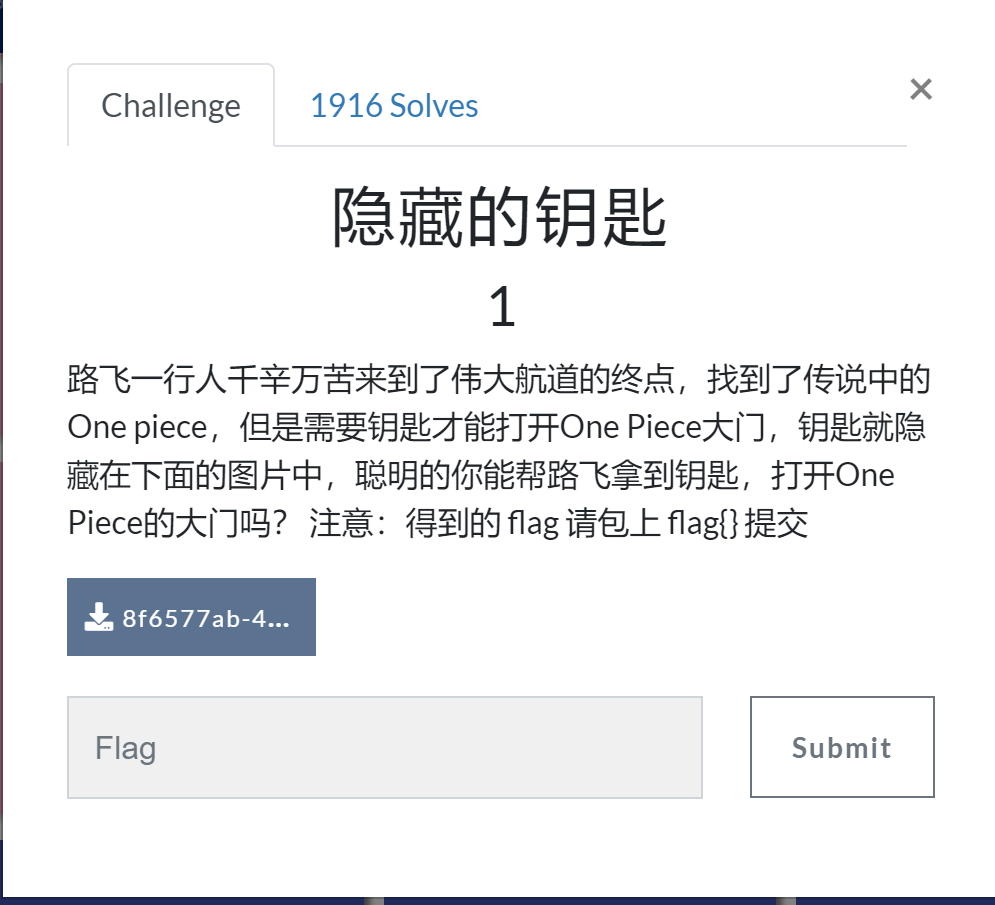 Challenge
1916 Solves
×
隐藏的钥匙
1
路飞一行人千辛万苦来到了伟大航道的终点，找到了传说中的
One piece，但是需要钥匙才能打开One Piece大门，钥匙就隐
藏在下面的图片中，聪明的你能帮路飞拿到钥匙，打开One
Piece的大门吗？ 注意：得到的 flag 请包上 flag{} 提交
8f6577ab-4...
Flag
Submit